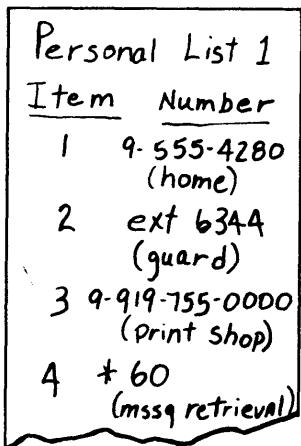 Personal List 1
Item Number
1 9-555-4280
(home)
2 ext 6344
(guard)
3 9-919-755-0000
(print shop)
4 * 60
(mssg retrieval)